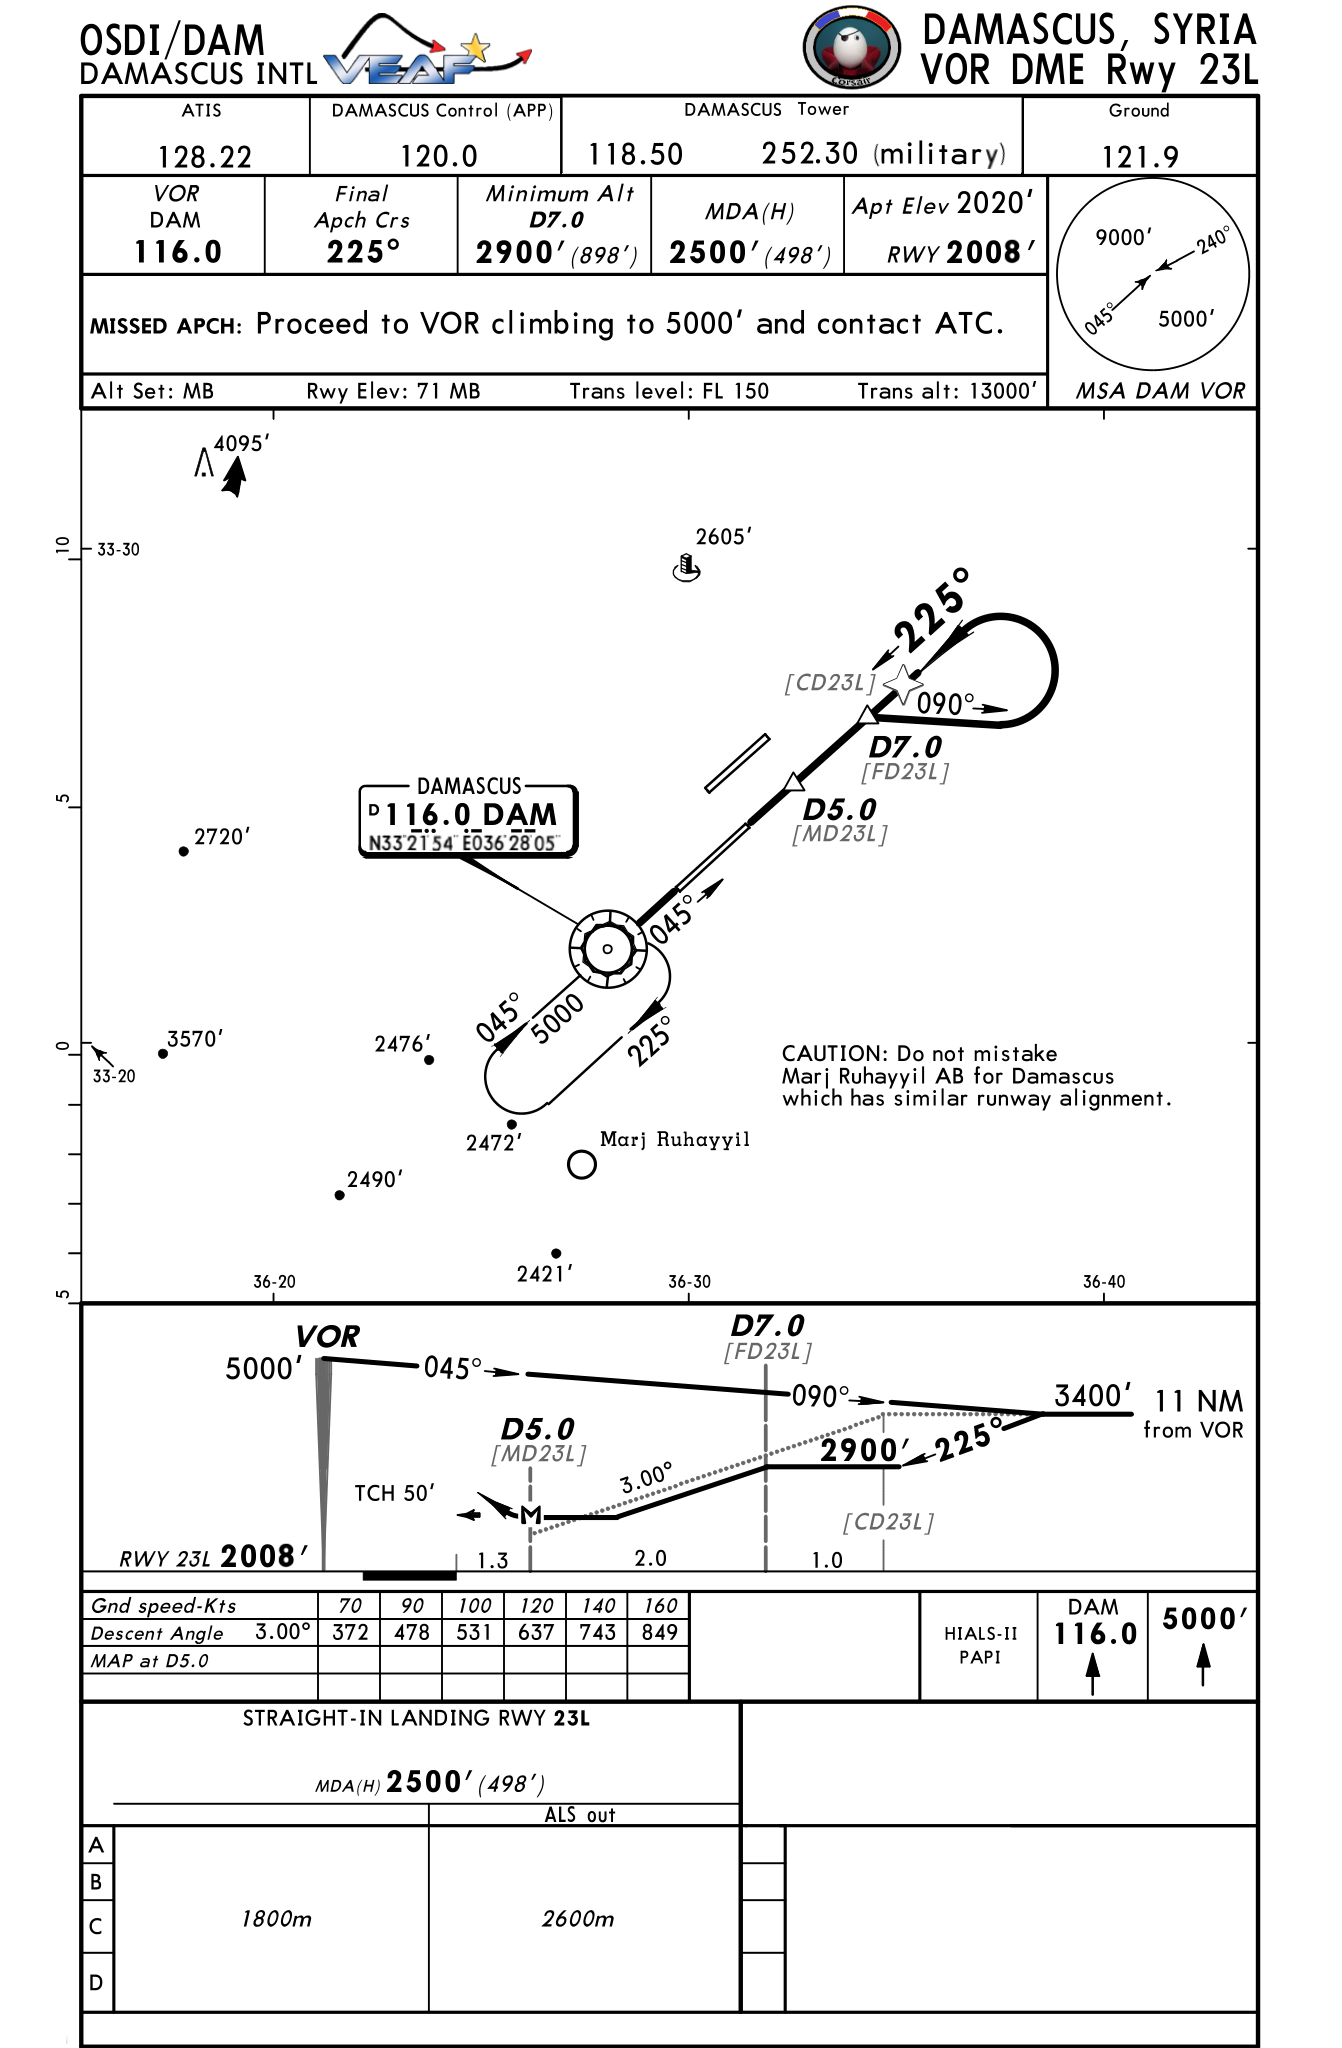 OSDI/DAM
DAMASCUS INTL
VEAF
Corsair
DAMASCUS, SYRIA
VOR DME Rwy 23L
ATIS
128.22
DAMASCUS Control (APP)
120.0
DAMASCUS Tower
118.50 252.30 (military)
Ground
121.9
VOR
DAM
116.0
Final
Apch Crs
225°
Minimum Alt
D7.0
2900' (898')
MDA(H)
2500' (498')
Apt Elev 2020'
RWY 2008'
9000'
240°
045°
5000'
MSA DAM VOR
MISSED APCH: Proceed to VOR climbing to 5000' and contact ATC.
Alt Set: MB Rwy Elev: 71 MB Trans level: FL 150 Trans alt: 13000'
4095'
10
33-30
2605'
225°
[CD23L]
090°
D7.0
[FD23L]
5
DAMASCUS
D 116.0 DAM
N33°21'54" E036°28'05"
D5.0
[MD23L]
2720'
045°
045°
5000
225°
3570'
2476'
0
33-20
CAUTION: Do not mistake
Marj Ruhayyil AB for Damascus
which has similar runway alignment.
2472'
Marj Ruhayyil
2490'
2421'
5
36-20
36-30
36-40
VOR
5000'
045°
D7.0
[FD23L]
090°
3400'
11 NM
from VOR
D5.0
[MD23L]
2900'
225°
3.00°
TCH 50'
[CD23L]
RWY 23L 2008'
1.3
2.0
1.0
Gnd speed-Kts 70 90 100 120 140 160
Descent Angle 3.00° 372 478 531 637 743 849
MAP at D5.0
HIALS-II
PAPI
DAM
116.0
5000'
STRAIGHT-IN LANDING RWY 23L
MDA(H) 2500' (498')
ALS out
A
B
C
D
1800m
2600m